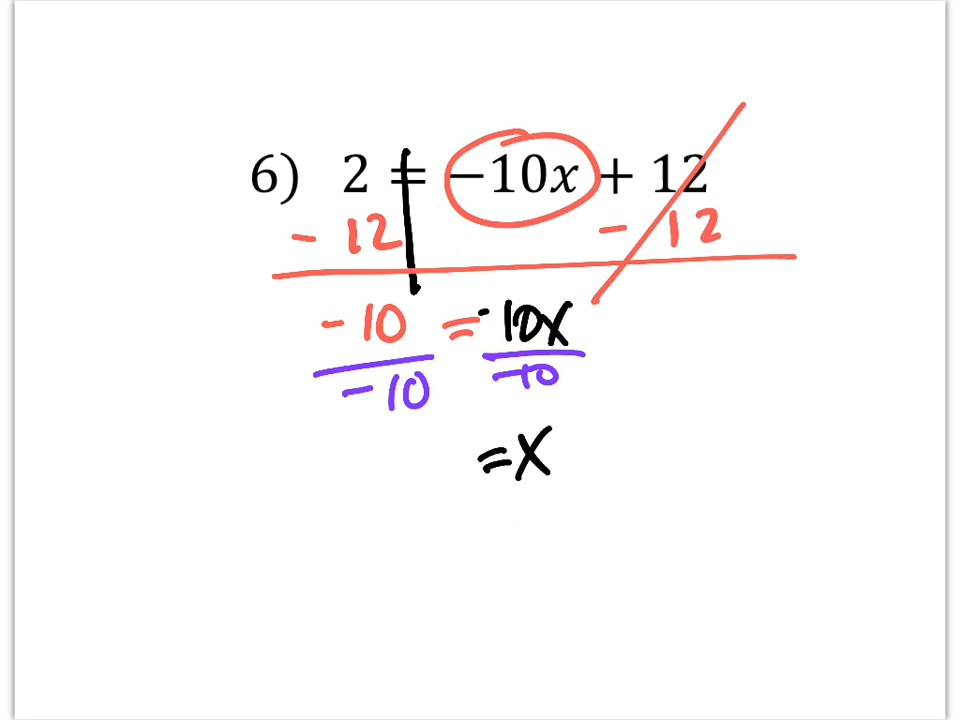 6) 2 = −10x + 12
- 12 - 12
-10 = -10x
-10 -10
= x